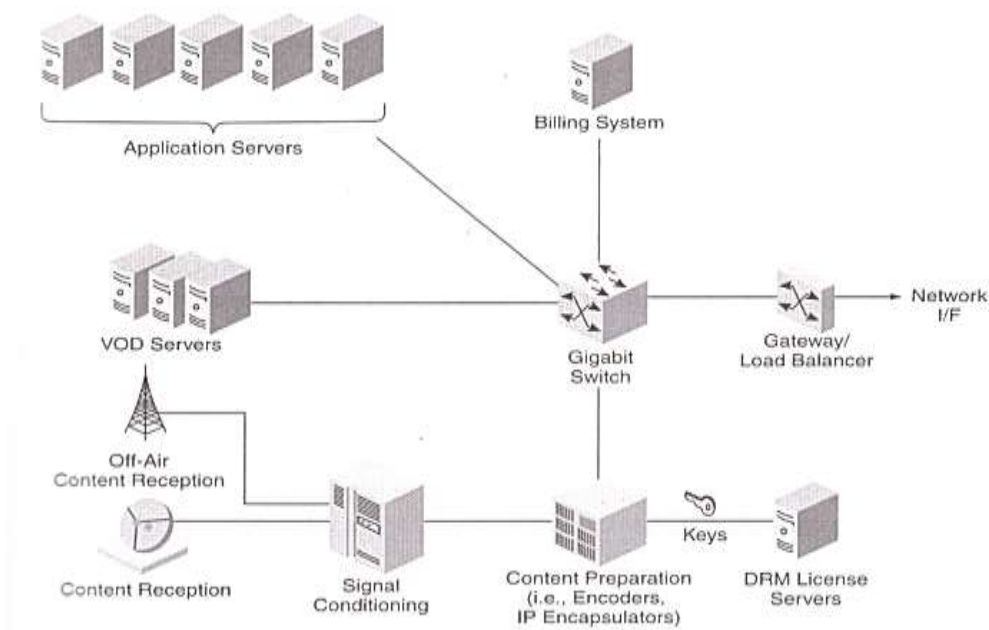 Application Servers
Billing System
VOD Servers
Gigabit
Switch
Gateway/
Load Balancer
Network
I/F
Off-Air
Content Reception
Content Reception
Signal
Conditioning
Content Preparation
(i.e., Encoders,
IP Encapsulators)
Keys
DRM License
Servers